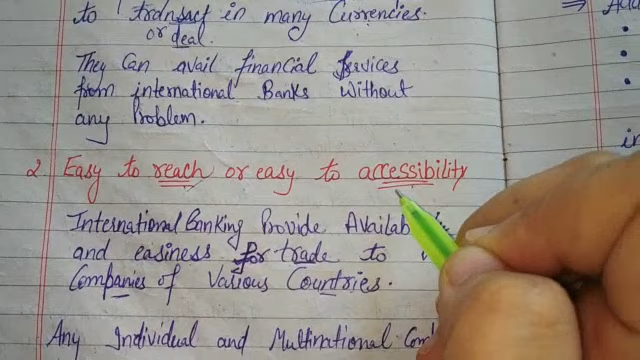 to transact in many Currencies.
or deal.
They Can avail financial Services
from international Banks Without
any Problem.
2 Easy to reach or easy to accessibility
International Banking Provide
and easiness for trade to
Companies of Various Countries.
Any Individual and Multinational